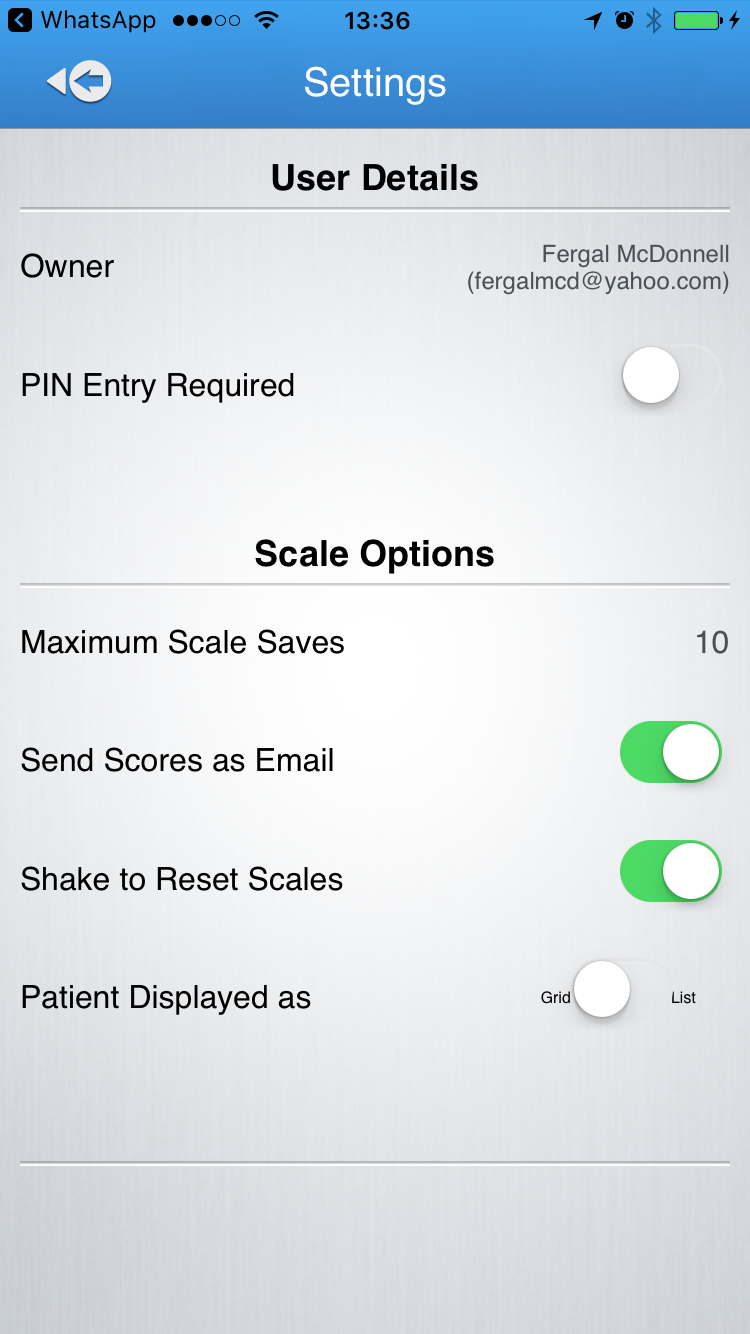 WhatsApp 13:36
Settings
User Details
Owner
Fergal McDonnell
(fergalmcd@yahoo.com)
PIN Entry Required
Scale Options
Maximum Scale Saves 10
Send Scores as Email
Shake to Reset Scales
Patient Displayed as Grid List